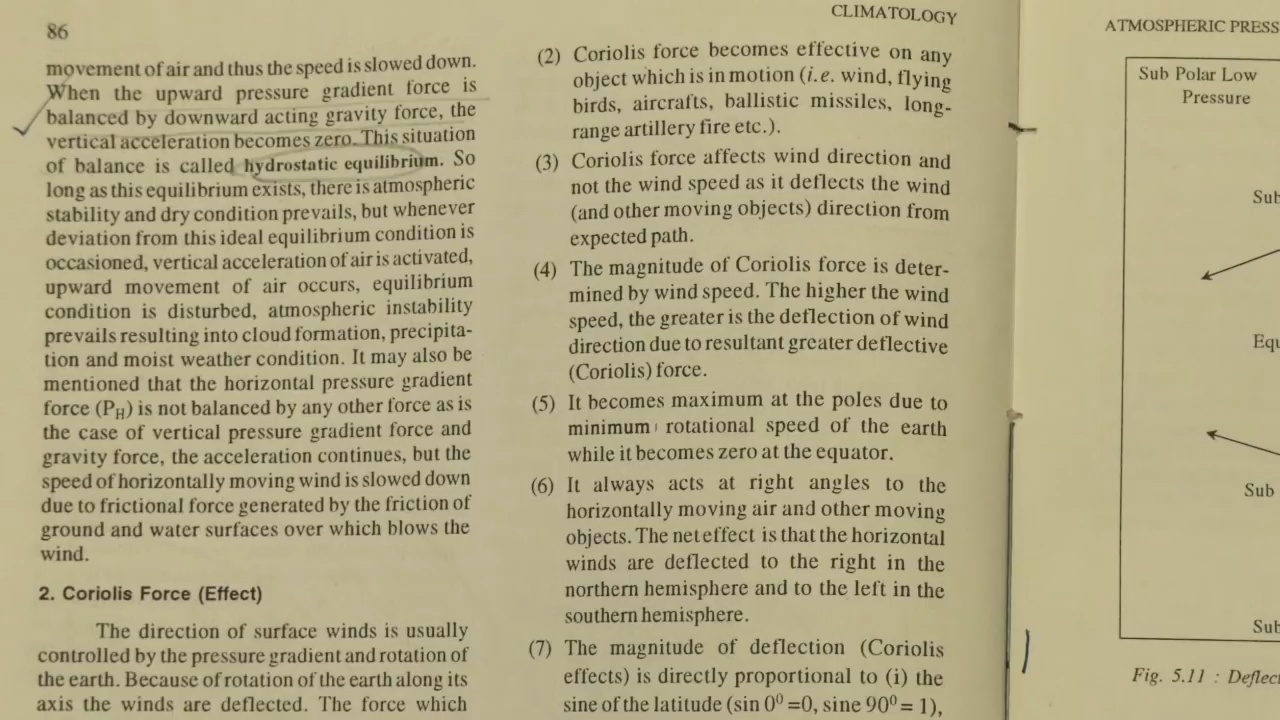 86
movement of air and thus the speed is slowed down.
When the upward pressure gradient force is
balanced by downward acting gravity force, the
vertical acceleration becomes zero. This situation
of balance is called hydrostatic equilibrium. So
long as this equilibrium exists, there is atmospheric
stability and dry condition prevails, but whenever
deviation from this ideal equilibrium condition is
occasioned, vertical acceleration of air is activated,
upward movement of air occurs, equilibrium
condition is disturbed, atmospheric instability
prevails resulting into cloud formation, precipita-
tion and moist weather condition. It may also be
mentioned that the horizontal pressure gradient
force (PH) is not balanced by any other force as is
the case of vertical pressure gradient force and
gravity force, the acceleration continues, but the
speed of horizontally moving wind is slowed down
due to frictional force generated by the friction of
ground and water surfaces over which blows the
wind.
2. Coriolis Force (Effect)
The direction of surface winds is usually
controlled by the pressure gradient and rotation of
the earth. Because of rotation of the earth along its
axis the winds are deflected. The force which
CLIMATOLOGY
(2) Coriolis force becomes effective on any
object which is in motion (i.e. wind, flying
birds, aircrafts, ballistic missiles, long-
range artillery fire etc.).
(3) Coriolis force affects wind direction and
not the wind speed as it deflects the wind
(and other moving objects) direction from
expected path.
(4) The magnitude of Coriolis force is deter-
mined by wind speed. The higher the wind
speed, the greater is the deflection of wind
direction due to resultant greater deflective
(Coriolis) force.
(5) It becomes maximum at the poles due to
minimum rotational speed of the earth
while it becomes zero at the equator.
(6) It always acts at right angles to the
horizontally moving air and other moving
objects. The net effect is that the horizontal
winds are deflected to the right in the
northern hemisphere and to the left in the
southern hemisphere.
(7) The magnitude of deflection (Coriolis
effects) is directly proportional to (i) the
sine of the latitude (sin 0⁰ =0, sine 90⁰ = 1),
ATMOSPHERIC PRESS
Sub Polar Low
Pressure
Sub
Equ
Sub
Sub
Fig. 5.11 : Deflect